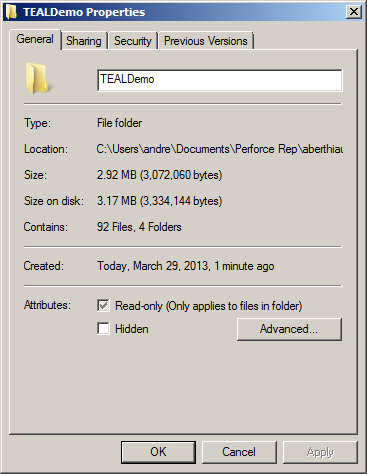 TEALDemo Properties
General Sharing Security Previous Versions
TEALDemo
Type: File folder
Location: C:\Users\andre\Documents\Perforce Rep\aberthiau
Size: 2.92 MB (3,072,060 bytes)
Size on disk: 3.17 MB (3,334,144 bytes)
Contains: 92 Files, 4 Folders
Created: Today, March 29, 2013, 1 minute ago
Attributes: Read-only (Only applies to files in folder)
Hidden Advanced...
OK Cancel Apply